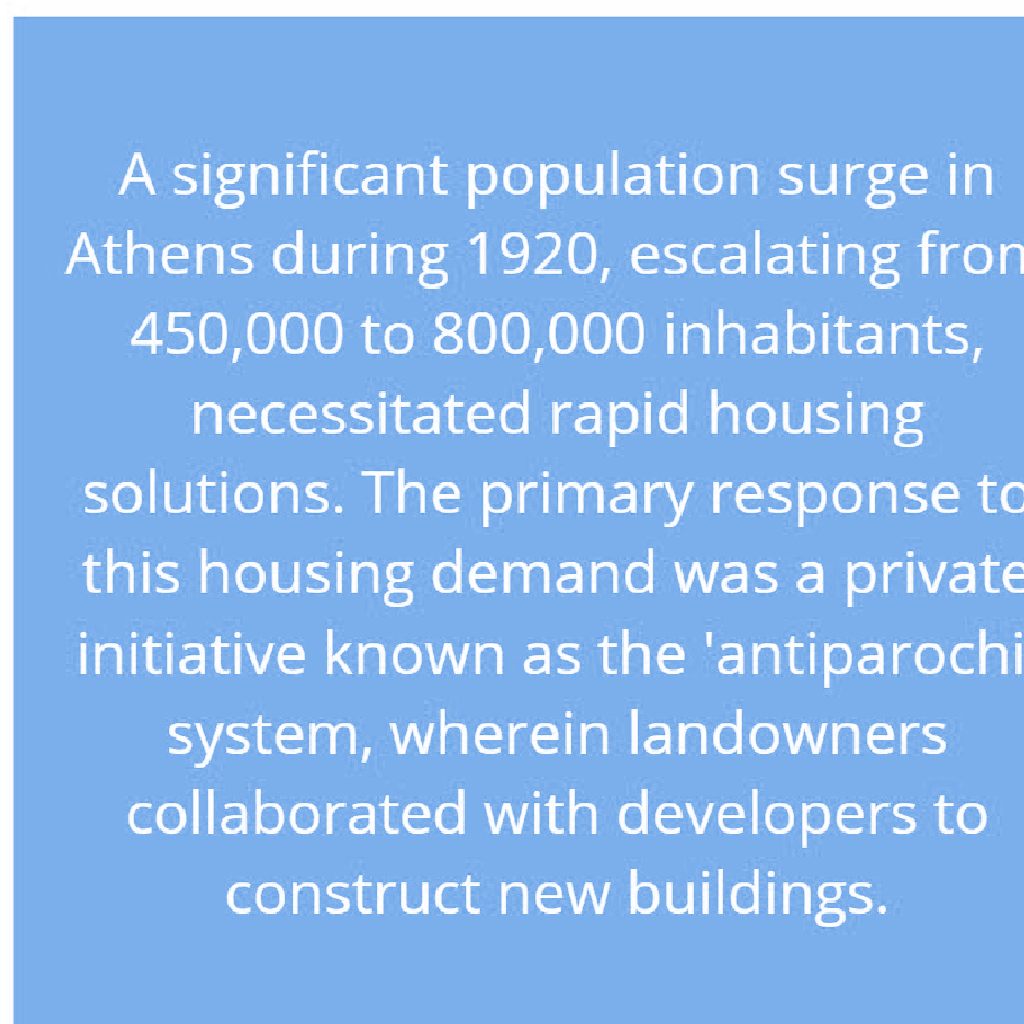 A significant population surge in
Athens during 1920, escalating from
450,000 to 800,000 inhabitants,
necessitated rapid housing
solutions. The primary response to
this housing demand was a private
initiative known as the 'antiparochi
system, wherein landowners
collaborated with developers to
construct new buildings.